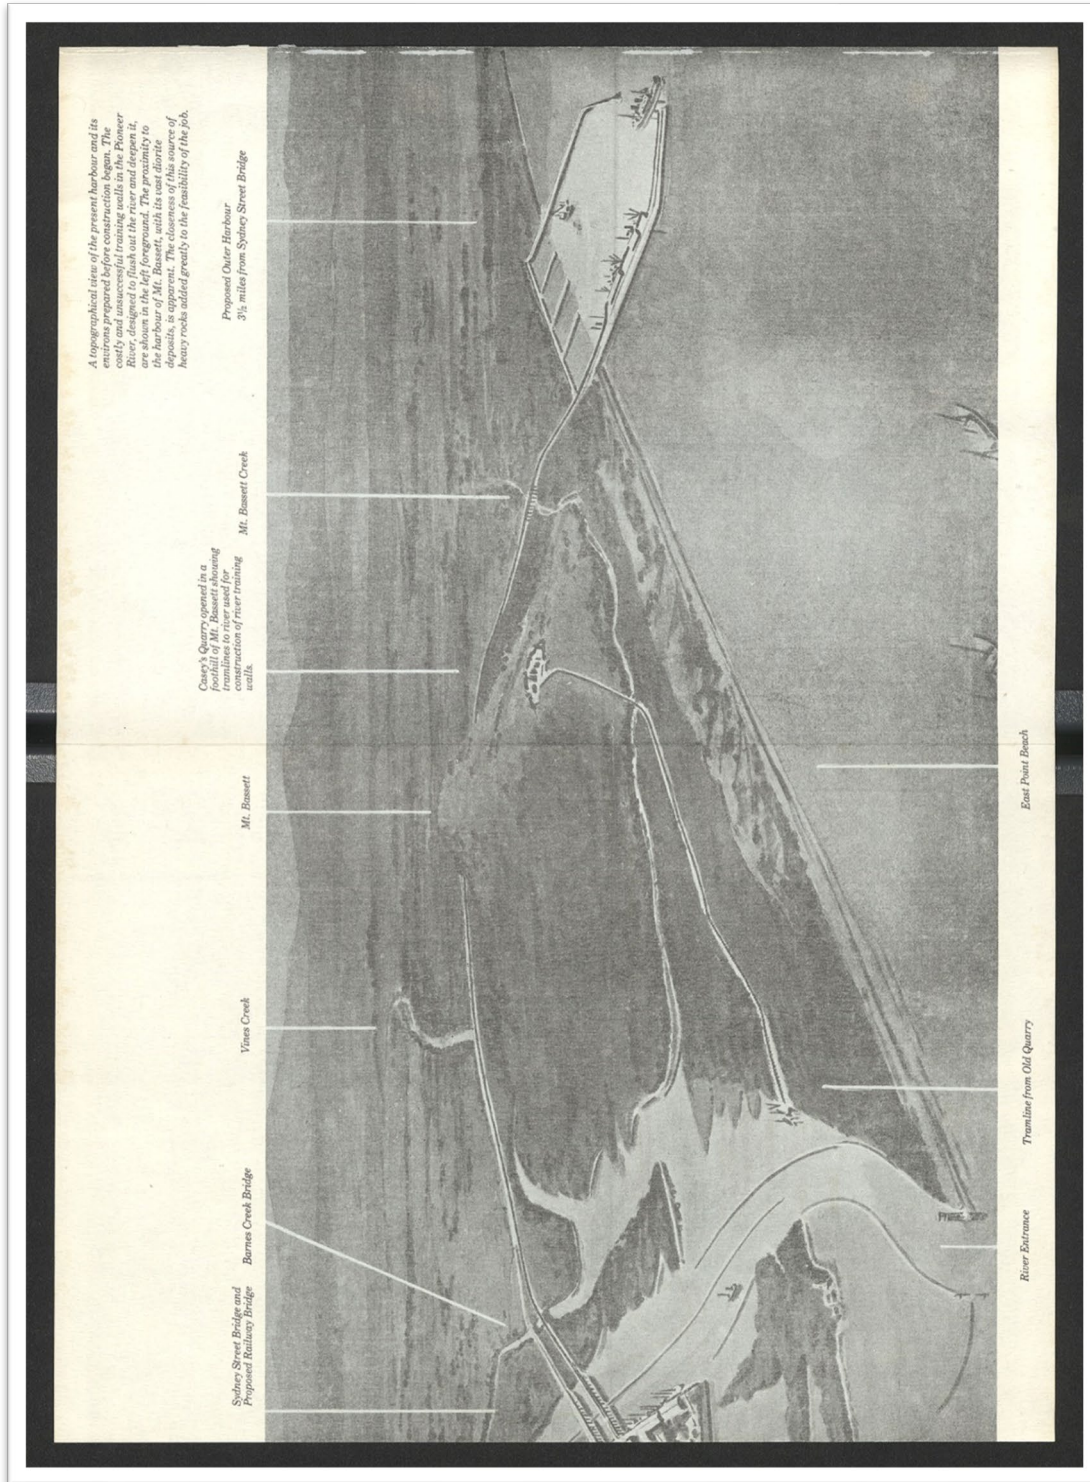 A topographical view of the present harbour and its
environs prepared before construction began. The
costly and unsuccessful training walls in the Pioneer
River, designed to flush out the river and deepen it,
are shown in the left foreground. The proximity to
the harbour of Mt. Bassett, with its vast diorite
deposits, is apparent. The closeness of this source of
heavy rocks added greatly to the feasibility of the job.
Sydney Street Bridge and
Proposed Railway Bridge
Barnes Creek Bridge
Vines Creek
Mt. Bassett
Casey's Quarry opened in a
foothill of Mt. Bassett showing
tramlines to river used for
construction of river training
walls.
Mt. Bassett Creek
Proposed Outer Harbour
3½ miles from Sydney Street Bridge
River Entrance
Tramline from Old Quarry
East Point Beach